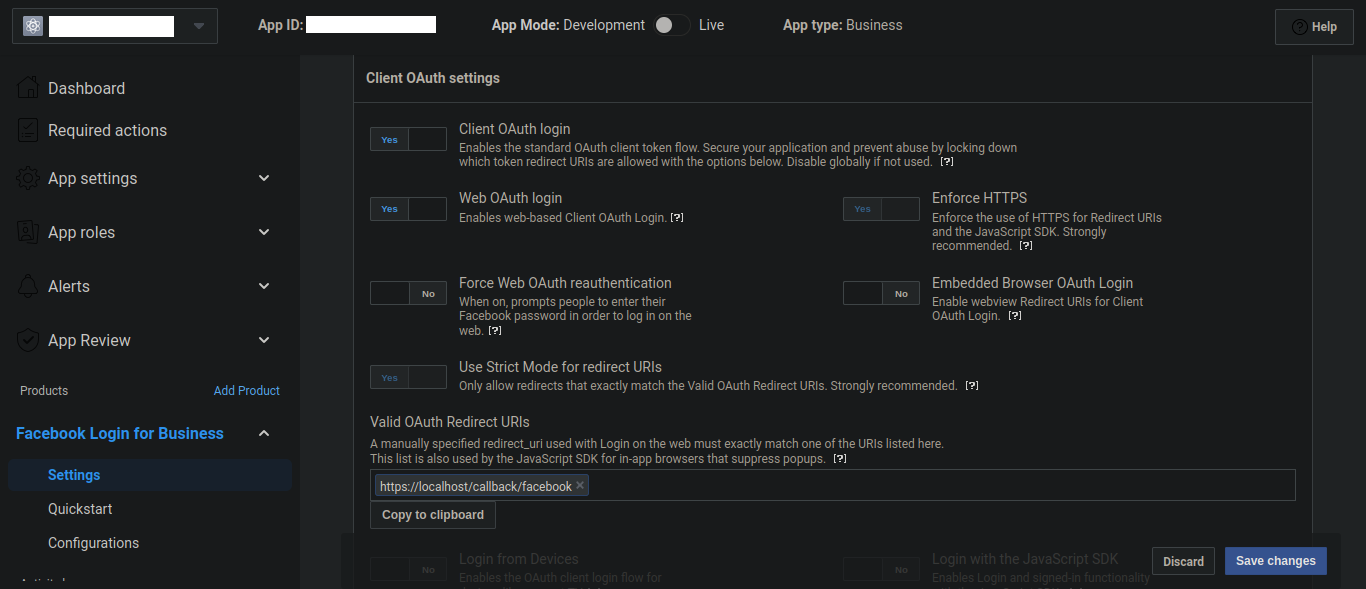 App ID:
App Mode: Development
Live
App type: Business
Help
Dashboard
Required actions
App settings
App roles
Alerts
App Review
Products
Add Product
Facebook Login for Business
Settings
Quickstart
Configurations
Client OAuth settings
Yes
Client OAuth login
Enables the standard OAuth client token flow. Secure your application and prevent abuse by locking down
which token redirect URIs are allowed with the options below. Disable globally if not used. [?]
Yes
Web OAuth login
Enables web-based Client OAuth Login. [?]
Yes
Enforce HTTPS
Enforce the use of HTTPS for Redirect URIs
and the JavaScript SDK. Strongly
recommended. [?]
No
Force Web OAuth reauthentication
When on, prompts people to enter their
Facebook password in order to log in on the
web. [?]
No
Embedded Browser OAuth Login
Enable webview Redirect URIs for Client
OAuth Login. [?]
Yes
Use Strict Mode for redirect URIs
Only allow redirects that exactly match the Valid OAuth Redirect URIs. Strongly recommended. [?]
Valid OAuth Redirect URIs
A manually specified redirect_uri used with Login on the web must exactly match one of the URIs listed here.
This list is also used by the JavaScript SDK for in-app browsers that suppress popups. [?]
https://localhost/callback/facebook
Copy to clipboard
No
Login from Devices
Enables the OAuth client login flow for
No
Login with the JavaScript SDK
Enables Login and signed-in functionality
Discard
Save changes